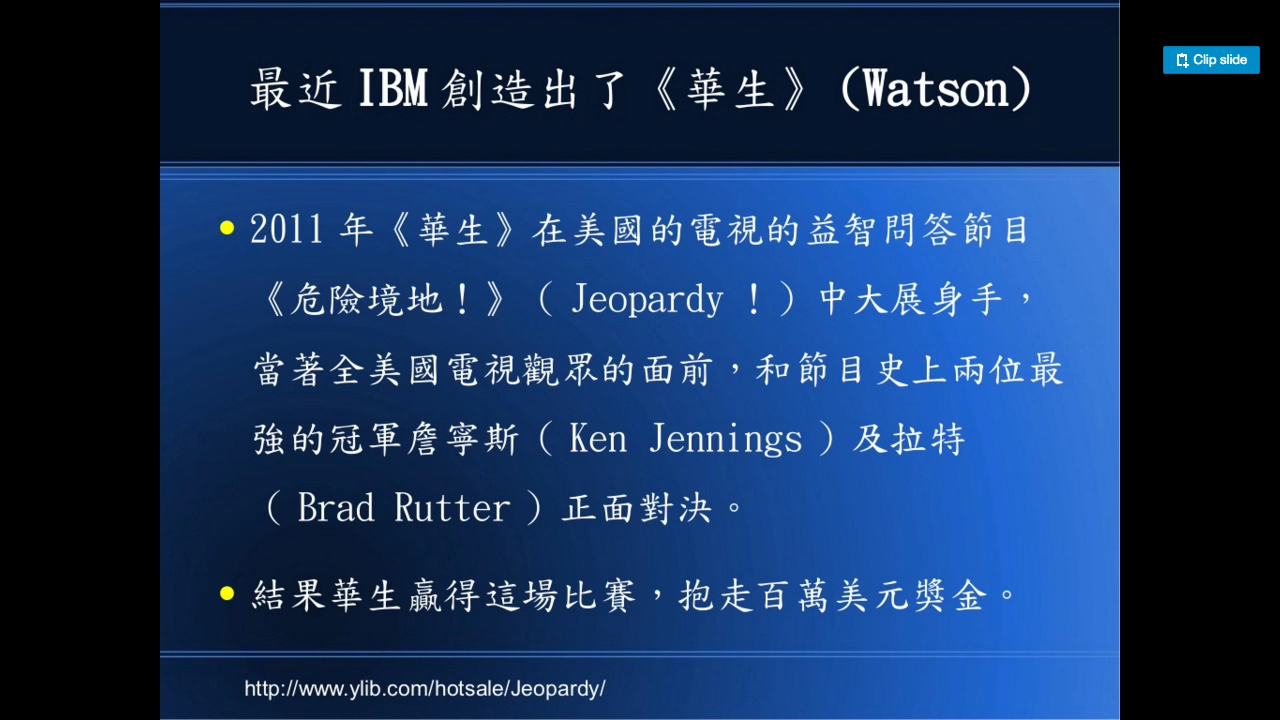 最近 IBM 創造出了《華生》(Watson)
Clip slide
2011 年《華生》在美國的電視的益智問答節目
《危險境地！》( Jeopardy ！) 中大展身手，
當著全美國電視觀眾的面前，和節目史上兩位最
強的冠軍詹寧斯( Ken Jennings ) 及拉特
( Brad Rutter ) 正面對決。
結果華生贏得這場比賽，抱走百萬美元獎金。
http://www.ylib.com/hotsale/Jeopardy/